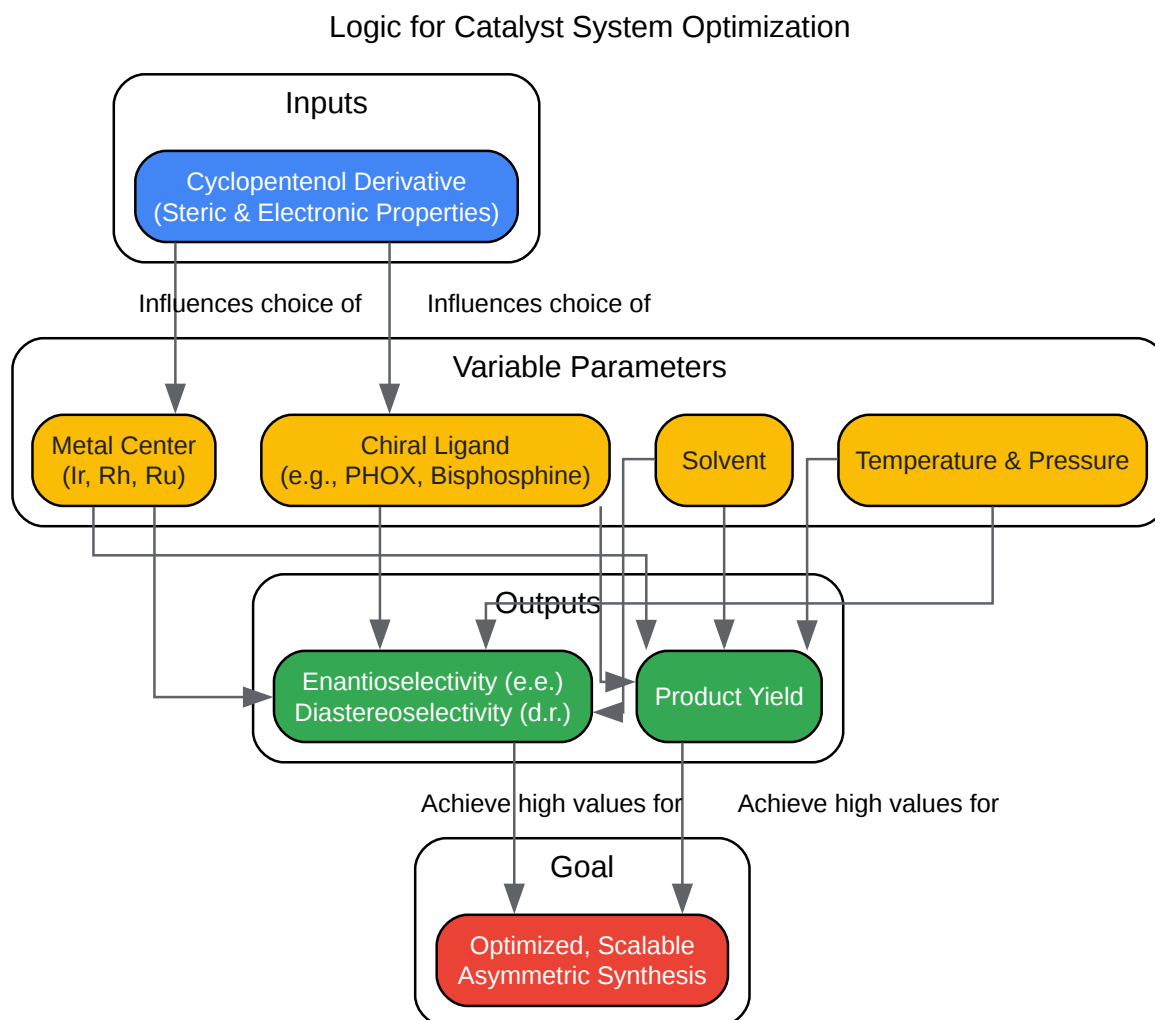 Logic for Catalyst System Optimization
Inputs
Cyclopentenol Derivative
(Steric & Electronic Properties)
Influences choice of
Influences choice of
Variable Parameters
Metal Center
(Ir, Rh, Ru)
Chiral Ligand
(e.g., PHOX, Bisphosphine)
Solvent
Temperature & Pressure
Outputs
Enantioselectivity (e.e.)
Diastereoselectivity (d.r.)
Product Yield
Achieve high values for
Achieve high values for
Goal
Optimized, Scalable
Asymmetric Synthesis